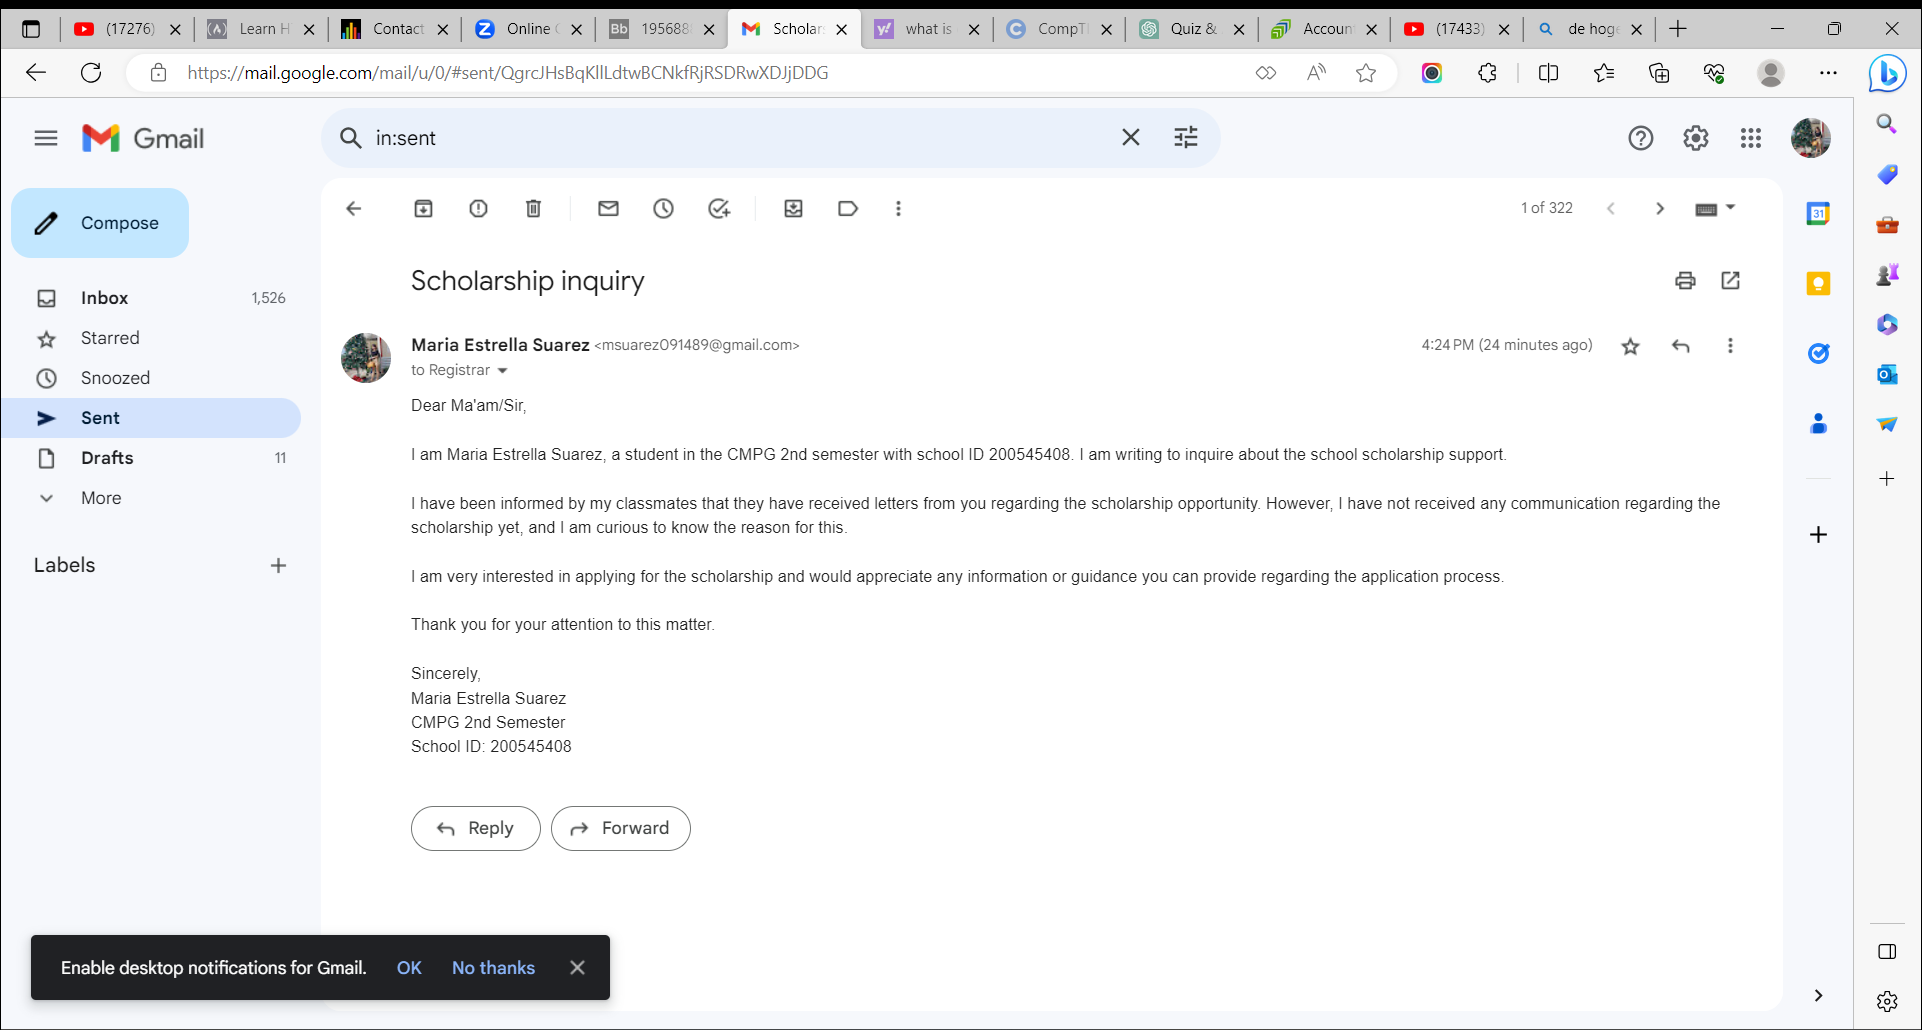 (17276)
Learn H
Contact
Online
Bb 195688
Scholar
what is
CompTI
Quiz &
Accoun
(17433)
de hoge
https://mail.google.com/mail/u/0/#sent/QgrcJHsBqKllLdtwBCNkfRjRSDRwXDJjDDG
Gmail
in:sent
Compose
1 of 322
31
Scholarship inquiry
Inbox 1,526
Starred
Snoozed
Sent
Drafts 11
More
Labels
Maria Estrella Suarez <msuarez091489@gmail.com>
4:24 PM (24 minutes ago)
to Registrar
Dear Ma'am/Sir,
I am Maria Estrella Suarez, a student in the CMPG 2nd semester with school ID 200545408. I am writing to inquire about the school scholarship support.
I have been informed by my classmates that they have received letters from you regarding the scholarship opportunity. However, I have not received any communication regarding the
scholarship yet, and I am curious to know the reason for this.
I am very interested in applying for the scholarship and would appreciate any information or guidance you can provide regarding the application process.
Thank you for your attention to this matter.
Sincerely,
Maria Estrella Suarez
CMPG 2nd Semester
School ID: 200545408
Reply
Forward
Enable desktop notifications for Gmail. OK No thanks